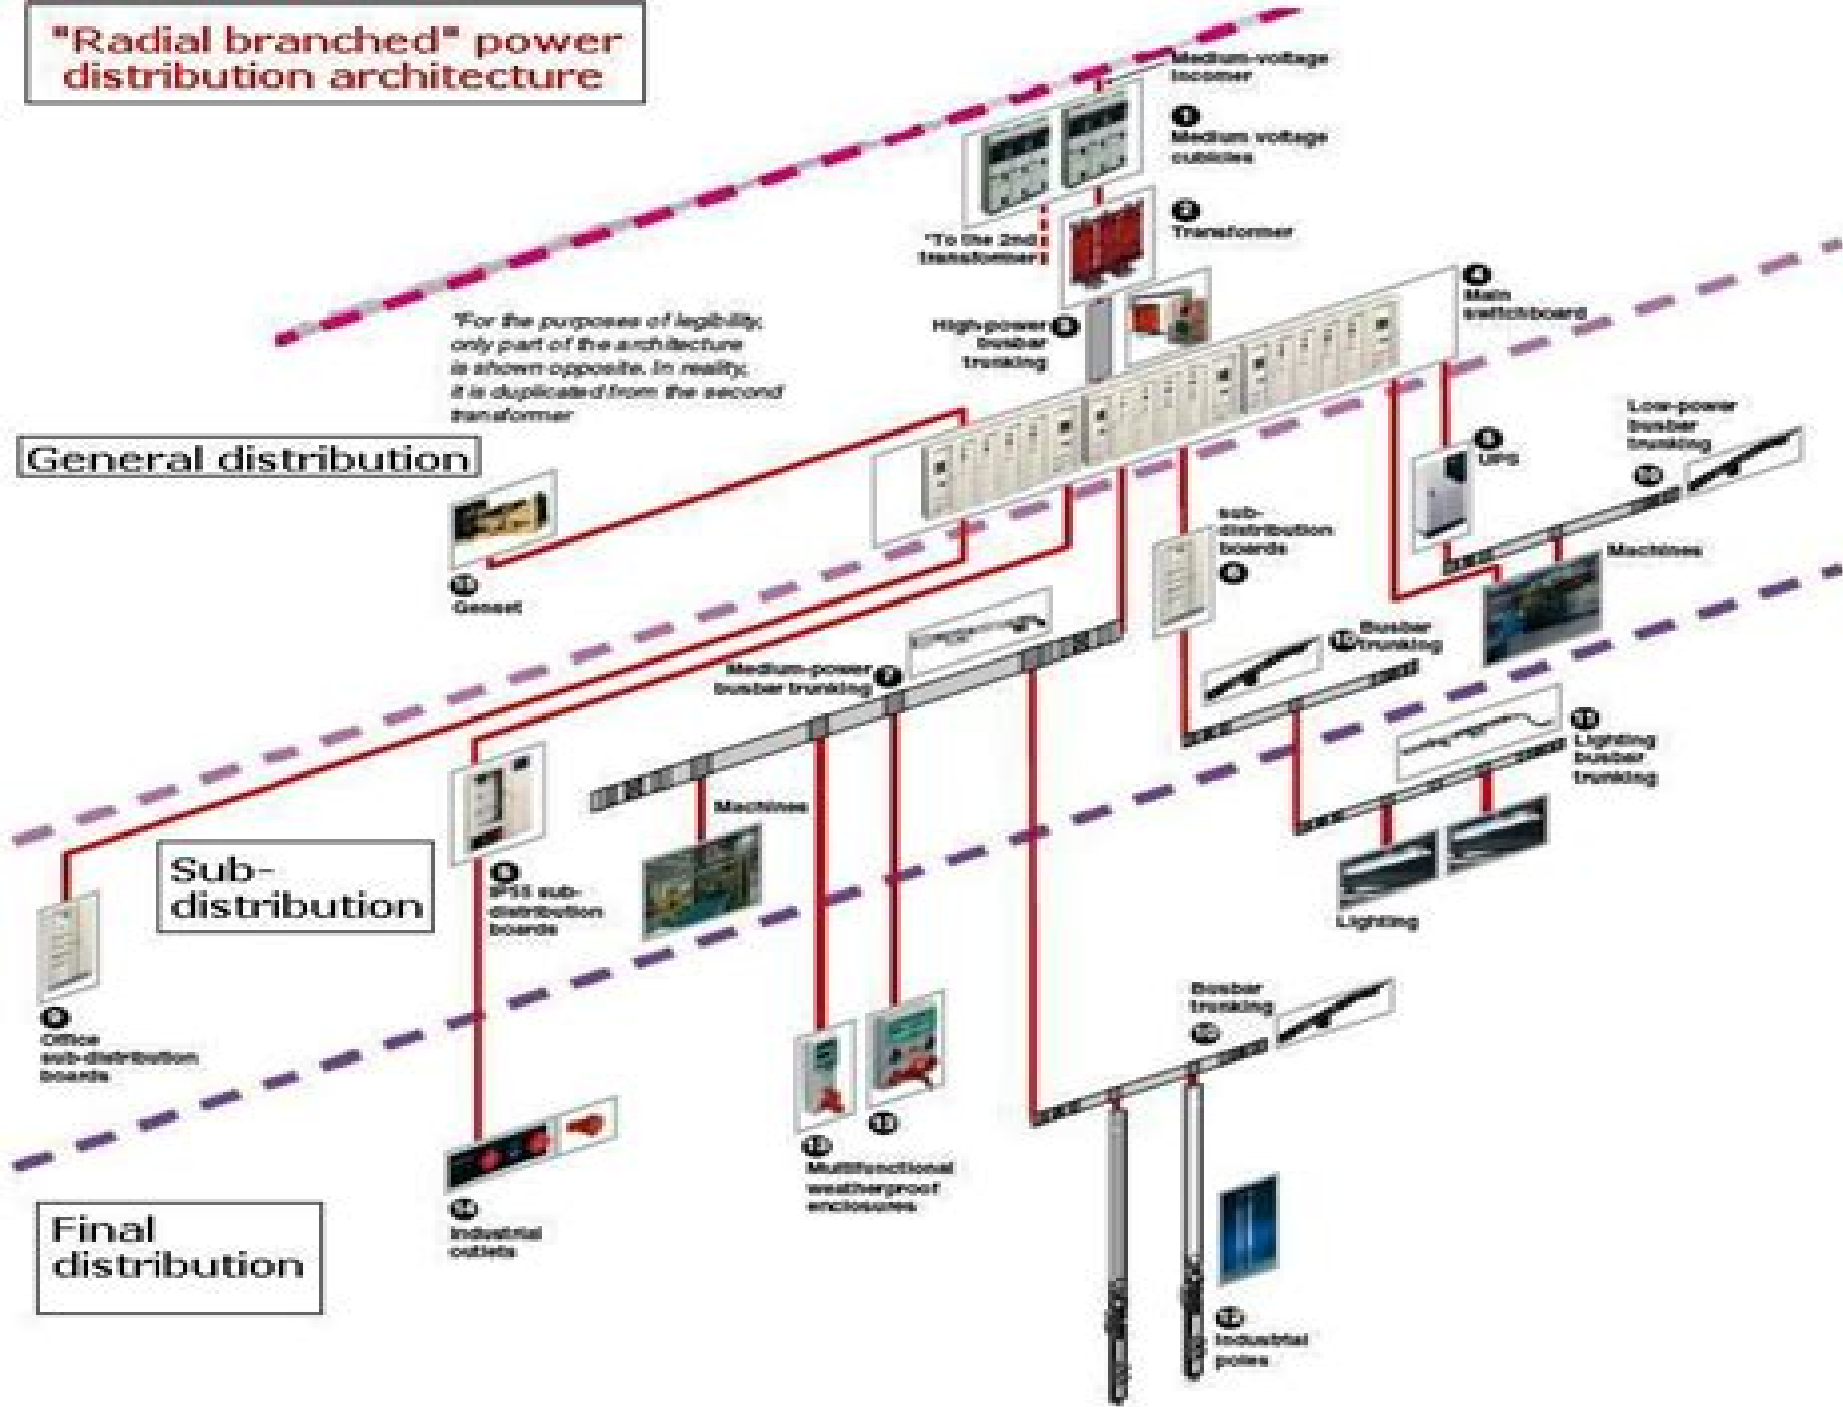 "Radial branched" power
distribution architecture
Medium-voltage
incomer
1
Medium voltage
cubicles
2
Transformer
"To the 2nd
transformer
4
Main
switchboard
High-power
busbar
trunking
"For the purposes of legibility,
only part of the architecture
is shown opposite. In reality,
it is duplicated from the second
transformer
General distribution
Genset
Low-power
busbar
trunking
UPS
sub-
distribution
boards
Machines
Busbar
trunking
Medium-power
busbar trunking
7
Lighting
busbar
trunking
Machines
Sub-
distribution
IP55 sub-
distribution
boards
Lighting
Office
sub-distribution
boards
Busbar
trunking
Multifunctional
weatherproof
enclosures
Industrial
outlets
Final
distribution
Industrial
poles